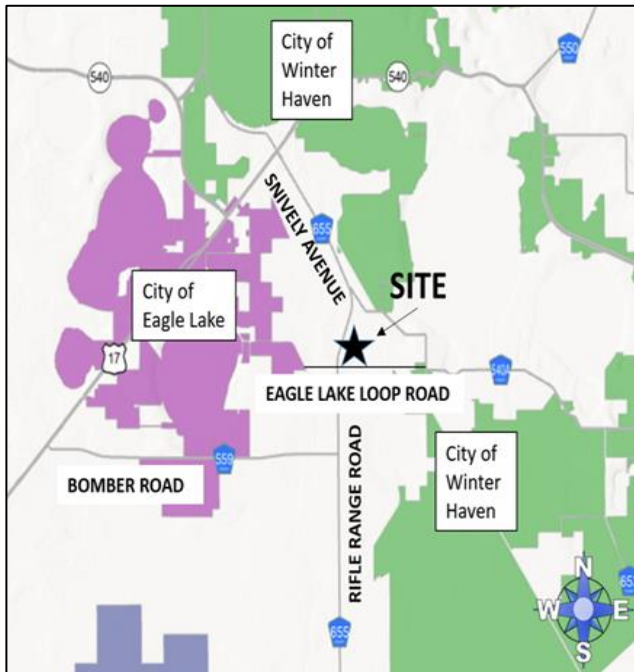 City of
Winter
Haven
550
540
540
SNIVELY AVENUE
655
SITE
City of
Eagle Lake
17
EAGLE LAKE LOOP ROAD
540A
559
BOMBER ROAD
RIFLE RANGE ROAD
City of
Winter
Haven
655
N
W
E
S